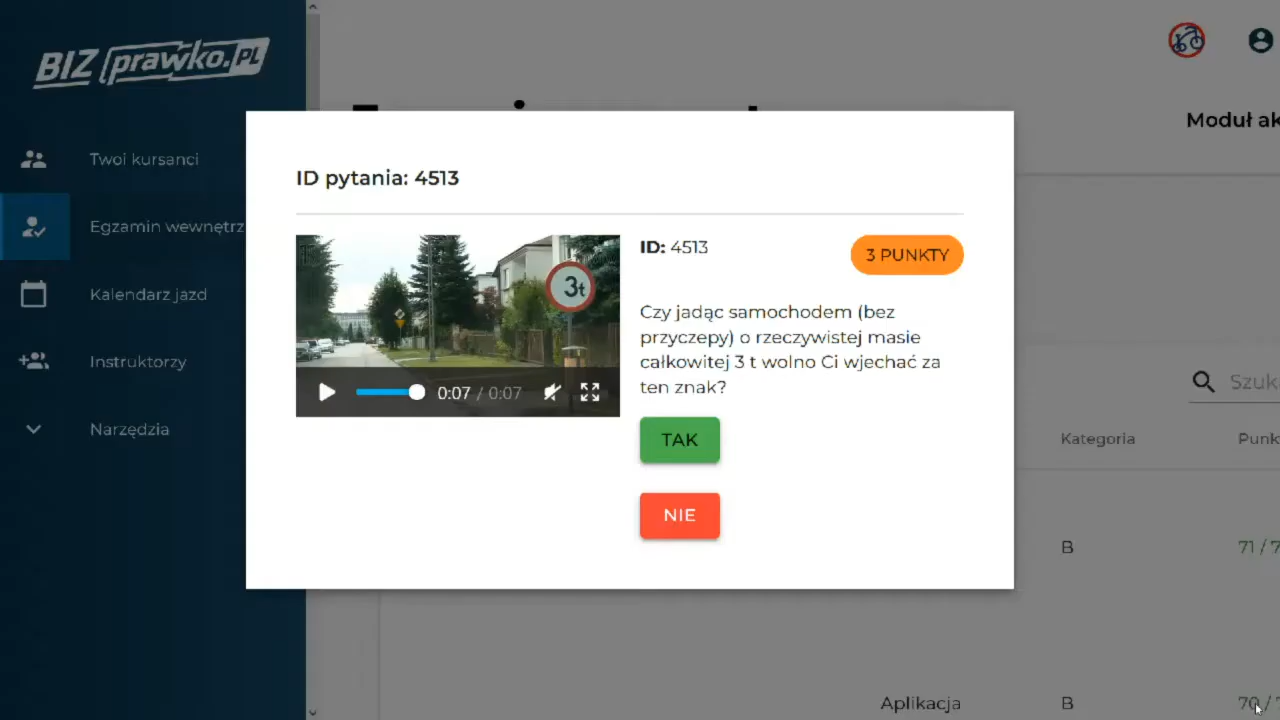 BIZ prawko.PL
Twoi kursanci
Egzamin wewnętrz
Kalendarz jazd
Instruktorzy
Narzędzia
Moduł ak
ID pytania: 4513
3t
0:07 / 0:07
ID: 4513
3 PUNKTY
Czy jadąc samochodem (bez
przyczepy) o rzeczywistej masie
całkowitej 3 t wolno Ci wjechać za
ten znak?
TAK
NIE
Szuk
Kategoria
Punk
B
71 / 7
Aplikacja
B
70 / 7